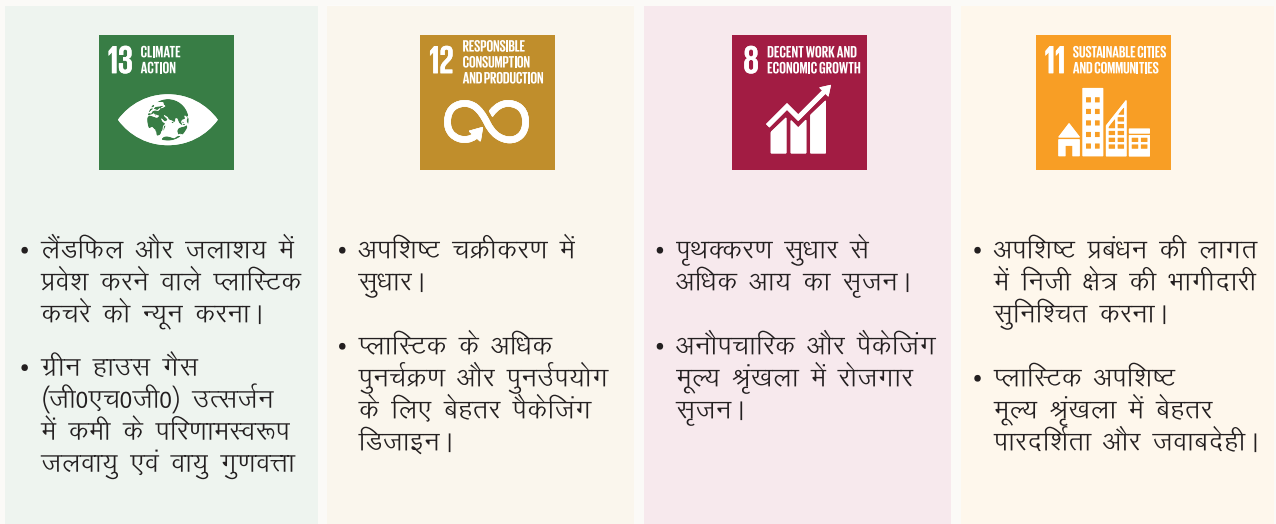 13 CLIMATE
ACTION
• लैंडफिल और जलाशय में
प्रवेश करने वाले प्लास्टिक
कचरे को न्यून करना।
• ग्रीन हाउस गैस
(जी0एच0जी0) उत्सर्जन
में कमी के परिणामस्वरूप
जलवायु एवं वायु गुणवत्ता
12 RESPONSIBLE
CONSUMPTION
AND PRODUCTION
• अपशिष्ट चक्रीकरण में
सुधार।
• प्लास्टिक के अधिक
पुनर्चक्रण और पुनर्उपयोग
के लिए बेहतर पैकेजिंग
डिजाइन।
8 DECENT WORK AND
ECONOMIC GROWTH
• पृथक्करण सुधार से
अधिक आय का सृजन।
• अनौपचारिक और पैकेजिंग
मूल्य श्रृंखला में रोजगार
सृजन।
11 SUSTAINABLE CITIES
AND COMMUNITIES
• अपशिष्ट प्रबंधन की लागत
में निजी क्षेत्र की भागीदारी
सुनिश्चित करना।
• प्लास्टिक अपशिष्ट
मूल्य श्रृंखला में बेहतर
पारदर्शिता और जवाबदेही।